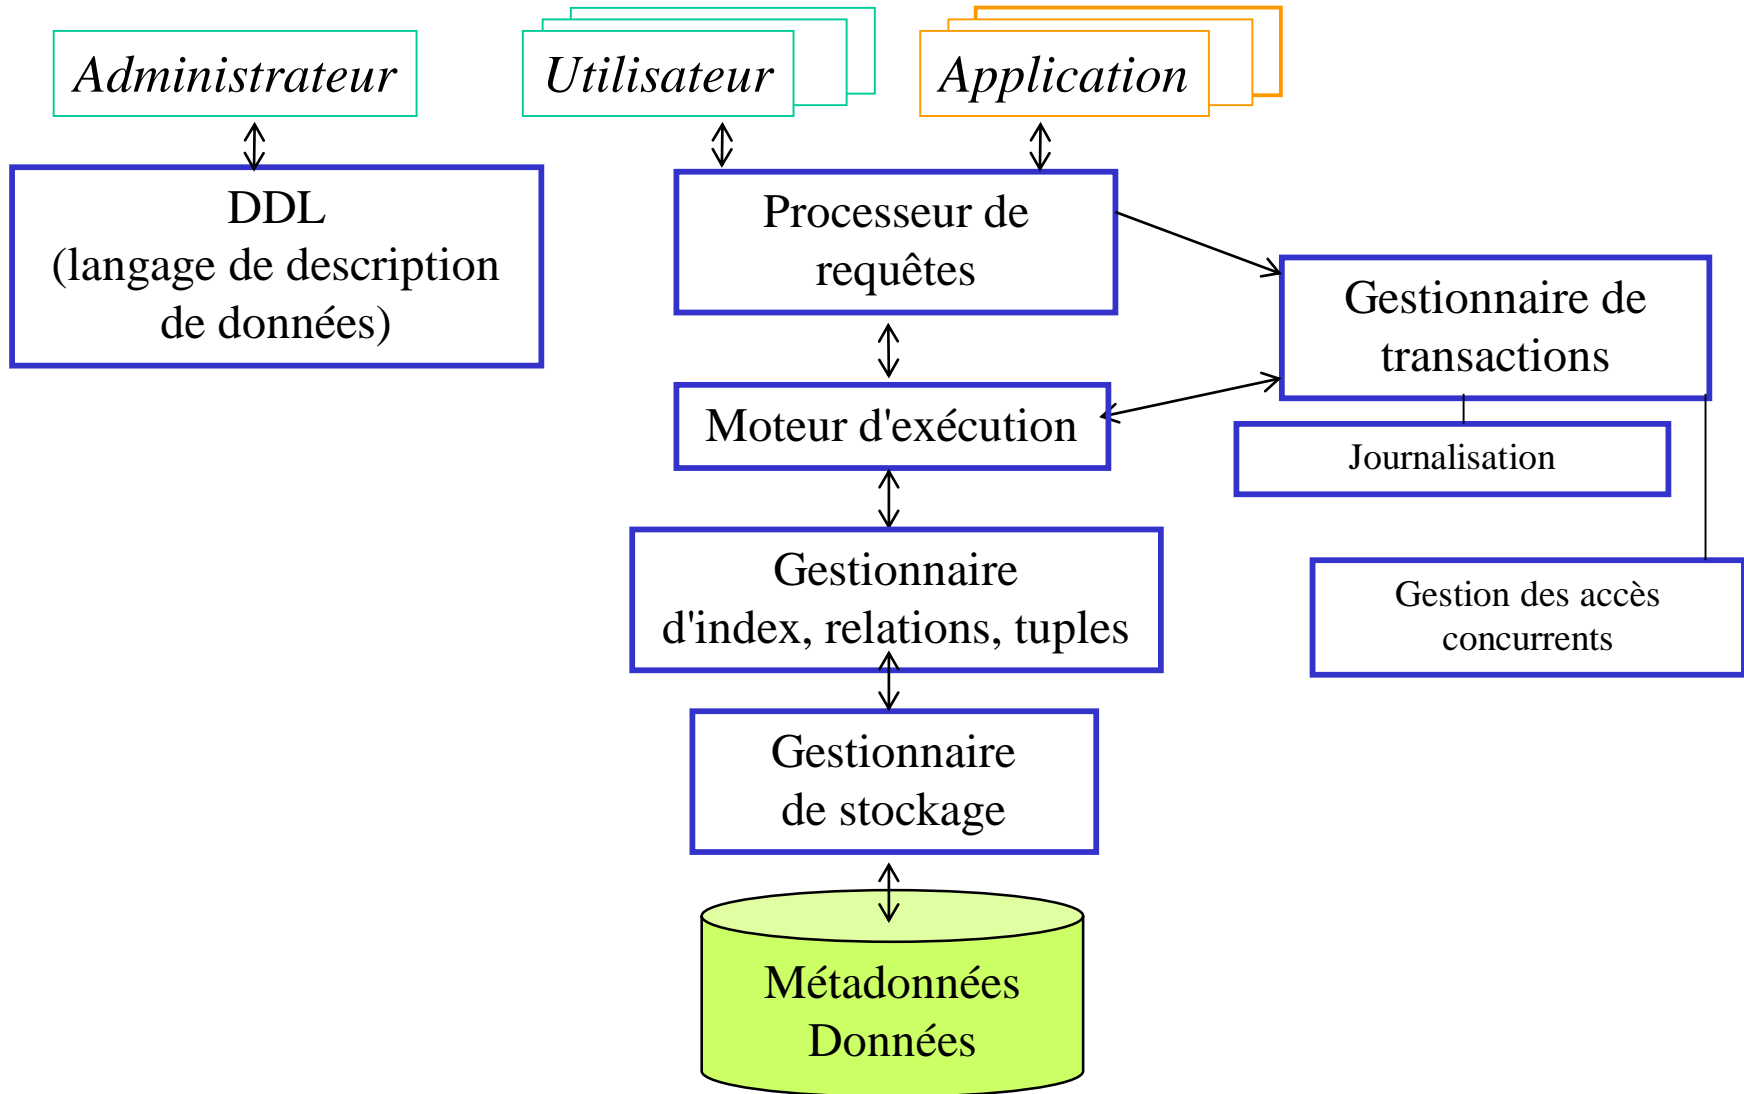 Administrateur
Utilisateur
Application
DDL
(langage de description
de données)
Processeur de
requêtes
Gestionnaire de
transactions
Moteur d'exécution
Journalisation
Gestionnaire
d'index, relations, tuples
Gestion des accès
concurrents
Gestionnaire
de stockage
Métadonnées
Données